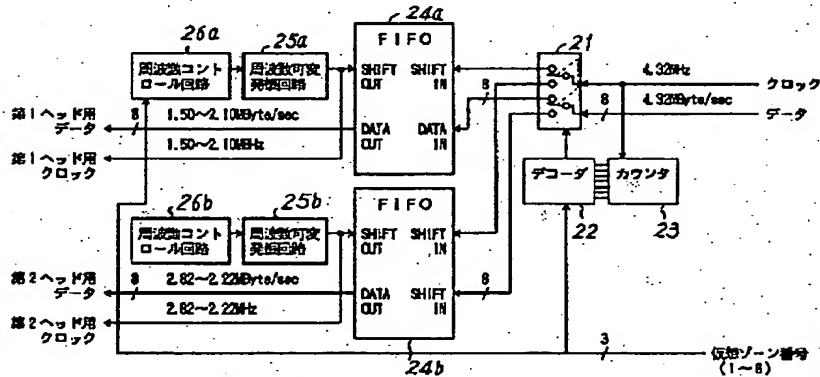 24a
26a
25a
FIFO
21
周波数コント
ロール回路
周波数可変
発振回路
SHIFT
OUT
SHIFT
IN
4.32MHz
クロック
第1ヘッド用
データ
8
1.50~2.10MByte/sec
DATA
OUT
DATA
IN
8
8
4.32MByte/sec
データ
1.50~2.10MHz
第1ヘッド用
クロック
デコーダ
カウンタ
22
23
26b
25b
FIFO
周波数コント
ロール回路
周波数可変
発振回路
SHIFT
OUT
SHIFT
IN
第2ヘッド用
データ
8
2.82~2.22MByte/sec
DATA
OUT
SHIFT
IN
8
2.82~2.22MHz
第2ヘッド用
クロック
24b
3
仮想ゾーン番号
(1~8)